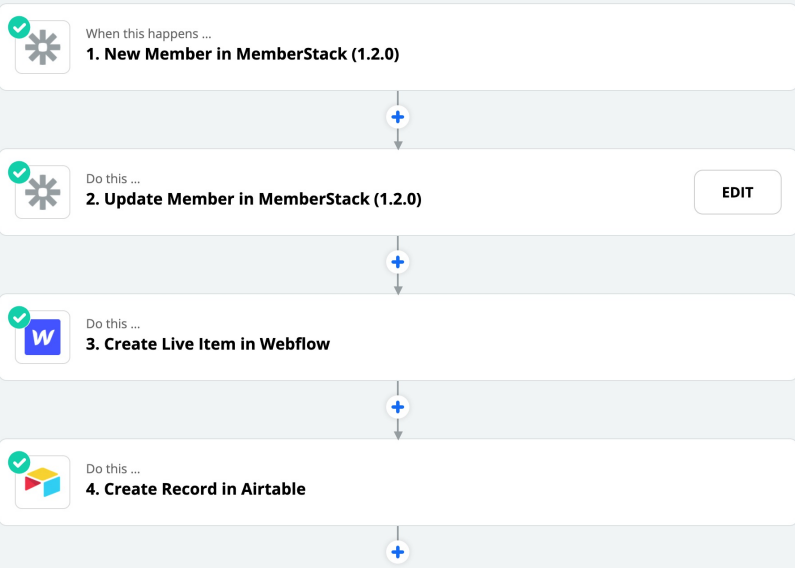 When this happens ...
1. New Member in MemberStack (1.2.0)
Do this ...
2. Update Member in MemberStack (1.2.0)
EDIT
Do this ...
3. Create Live Item in Webflow
Do this ...
4. Create Record in Airtable